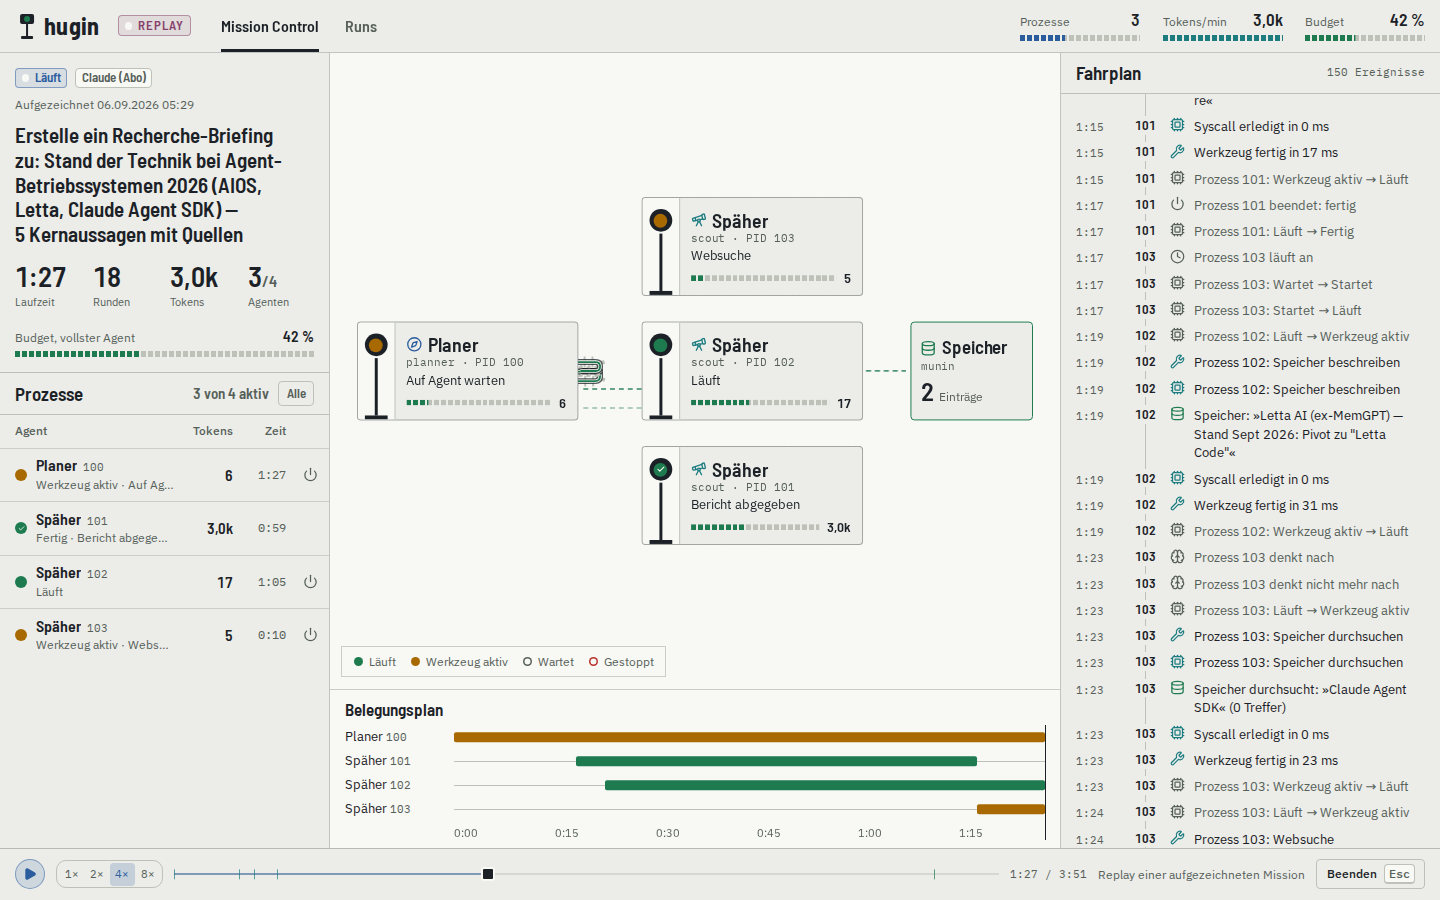 hugin
REPLAY
Mission Control
Runs
Prozesse 3
Tokens/min 3,0k
Budget 42 %
Läuft
Claude (Abo)
Aufgezeichnet 06.09.2026 05:29
Erstelle ein Recherche-Briefing
zu: Stand der Technik bei Agent-
Betriebssystemen 2026 (AIOS,
Letta, Claude Agent SDK) —
5 Kernaussagen mit Quellen
1:27 18 3,0k 3/4
Laufzeit Runden Tokens Agenten
Budget, vollster Agent 42 %
Prozesse 3 von 4 aktiv Alle
Agent Tokens Zeit
Planer 100 6 1:27
Werkzeug aktiv · Auf Ag…
Späher 101 3,0k 0:59
Fertig · Bericht abgege…
Späher 102 17 1:05
Läuft
Späher 103 5 0:10
Werkzeug aktiv · Webs…
Späher
scout · PID 103
Websuche
5
Planer
planner · PID 100
Auf Agent warten
6
Späher
scout · PID 102
Läuft
17
Speicher
munin
2 Einträge
Späher
scout · PID 101
Bericht abgegeben
3,0k
Läuft Werkzeug aktiv Wartet Gestoppt
Belegungsplan
Planer 100
Späher 101
Späher 102
Späher 103
0:00 0:15 0:30 0:45 1:00 1:15
Fahrplan 150 Ereignisse
re«
1:15 101 Syscall erledigt in 0 ms
1:15 101 Werkzeug fertig in 17 ms
1:15 101 Prozess 101: Werkzeug aktiv → Läuft
1:17 101 Prozess 101 beendet: fertig
1:17 101 Prozess 101: Läuft → Fertig
1:17 103 Prozess 103 läuft an
1:17 103 Prozess 103: Wartet → Startet
1:17 103 Prozess 103: Startet → Läuft
1:19 102 Prozess 102: Läuft → Werkzeug aktiv
1:19 102 Prozess 102: Speicher beschreiben
1:19 102 Prozess 102: Speicher beschreiben
1:19 102 Speicher: »Letta AI (ex-MemGPT) —
Stand Sept 2026: Pivot zu "Letta
Code"«
1:19 102 Syscall erledigt in 0 ms
1:19 102 Werkzeug fertig in 31 ms
1:19 102 Prozess 102: Werkzeug aktiv → Läuft
1:23 103 Prozess 103 denkt nach
1:23 103 Prozess 103 denkt nicht mehr nach
1:23 103 Prozess 103: Läuft → Werkzeug aktiv
1:23 103 Prozess 103: Speicher durchsuchen
1:23 103 Prozess 103: Speicher durchsuchen
1:23 103 Speicher durchsucht: »Claude Agent
SDK« (0 Treffer)
1:23 103 Syscall erledigt in 0 ms
1:23 103 Werkzeug fertig in 23 ms
1:23 103 Prozess 103: Werkzeug aktiv → Läuft
1:24 103 Prozess 103: Läuft → Werkzeug aktiv
1:24 103 Prozess 103: Websuche
1× 2× 4× 8×
1:27 / 3:51 Replay einer aufgezeichneten Mission Beenden Esc